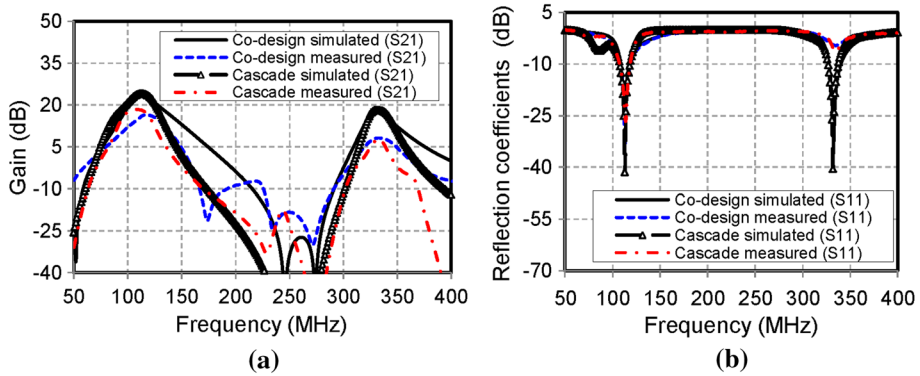 (a)
Gain (dB)
50
35
20
5
-10
-25
-40
Co-design simulated (S21)
Co-design measured (S21)
Cascade simulated (S21)
Cascade measured (S21)
50 100 150 200 250 300 350 400
Frequency (MHz)
(a)
Reflection coefficients (dB)
5
-10
-25
-40
-55
-70
Co-design simulated (S11)
Co-design measured (S11)
Cascade simulated (S11)
Cascade measured (S11)
50 100 150 200 250 300 350 400
Frequency (MHz)
(b)